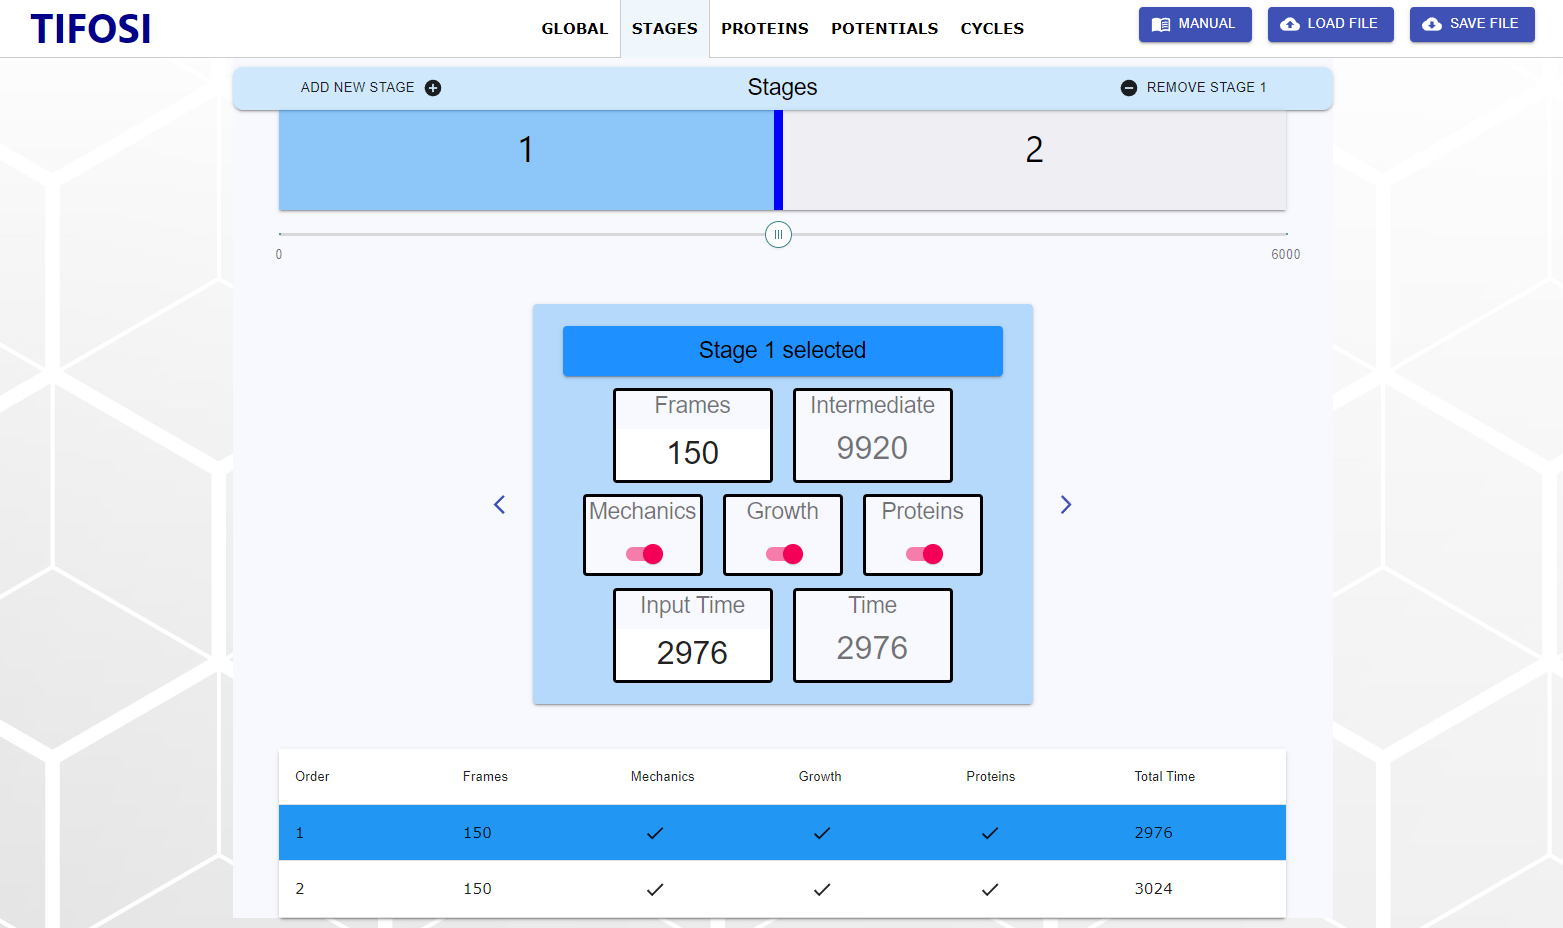 TIFOSI
GLOBAL STAGES PROTEINS POTENTIALS CYCLES
MANUAL LOAD FILE SAVE FILE
ADD NEW STAGE Stages REMOVE STAGE 1
1 2
0 6000
Stage 1 selected
Frames Intermediate
150 9920
Mechanics Growth Proteins
Input Time Time
2976 2976
Order Frames Mechanics Growth Proteins Total Time
1 150 2976
2 150 3024